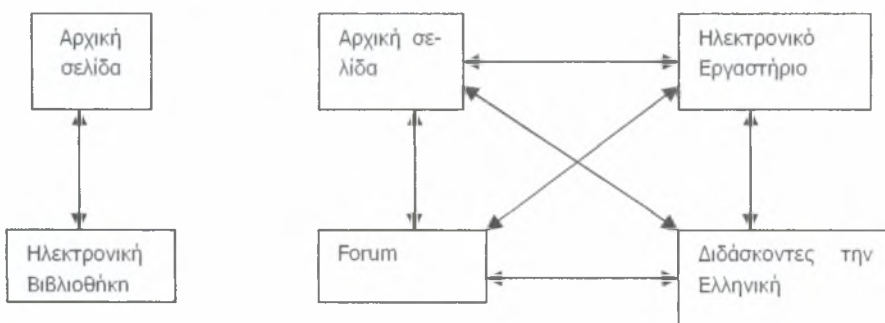 Αρχική
σελίδα
Ηλεκτρονική
Βιβλιοθήκη
Αρχική σε-
λίδα
Ηλεκτρονικό
Εργαστήριο
Forum
Διδάσκοντες την
Ελληνική